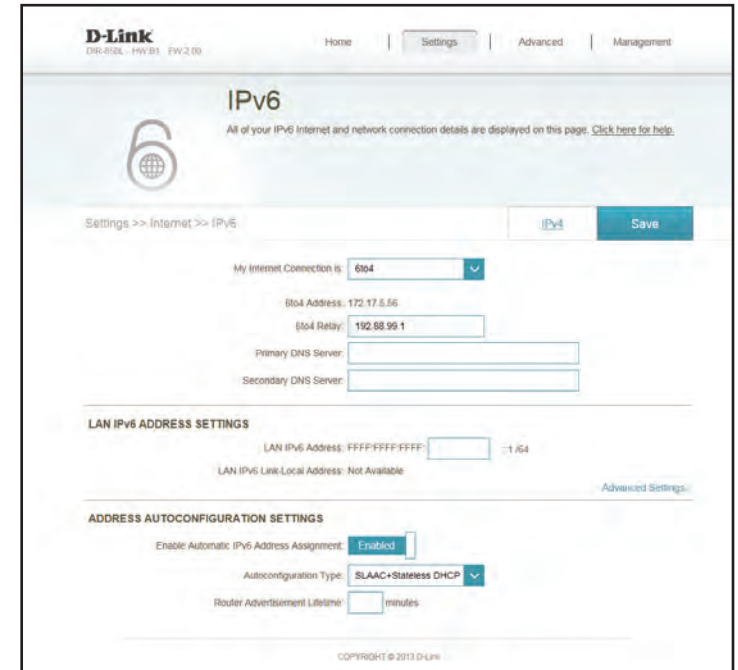 D-Link
DIR-850L HW:B1 FW:2.00
Home | Settings | Advanced | Management
IPv6
All of your IPv6 Internet and network connection details are displayed on this page. Click here for help.
Settings >> Internet >> IPv6
IPv4
Save
My Internet Connection is: 6to4
6to4 Address: 172.17.5.56
6to4 Relay: 192.88.99.1
Primary DNS Server:
Secondary DNS Server:
LAN IPv6 ADDRESS SETTINGS
LAN IPv6 Address: FFFF:FFFF:FFFF: ::1 /64
LAN IPv6 Link-Local Address: Not Available
Advanced Settings...
ADDRESS AUTOCONFIGURATION SETTINGS
Enable Automatic IPv6 Address Assignment: Enabled
Autoconfiguration Type: SLAAC+Stateless DHCP
Router Advertisement Lifetime: minutes
COPYRIGHT © 2013 D-Link